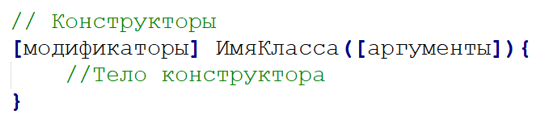 // Конструкторы
[модификаторы] ИмяКласса([аргументы]){
//Тело конструктора
}